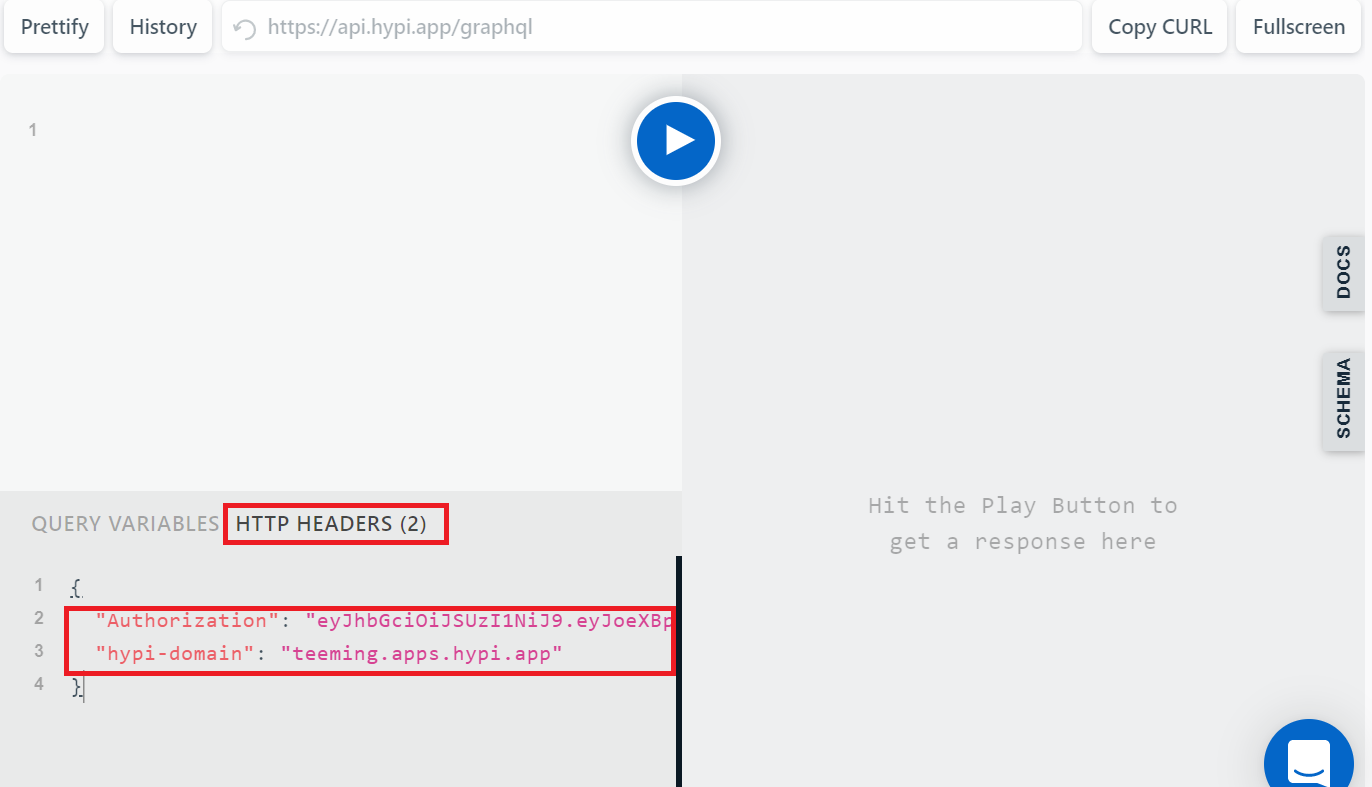 Prettify
History
https://api.hypi.app/graphql
Copy CURL
Fullscreen
1
DOCS
SCHEMA
Hit the Play Button to
get a response here
QUERY VARIABLES
HTTP HEADERS (2)
1 {
2 "Authorization": "eyJhbGciOiJSUzI1NiJ9.eyJoeXBp
3 "hypi-domain": "teeming.apps.hypi.app"
4 }